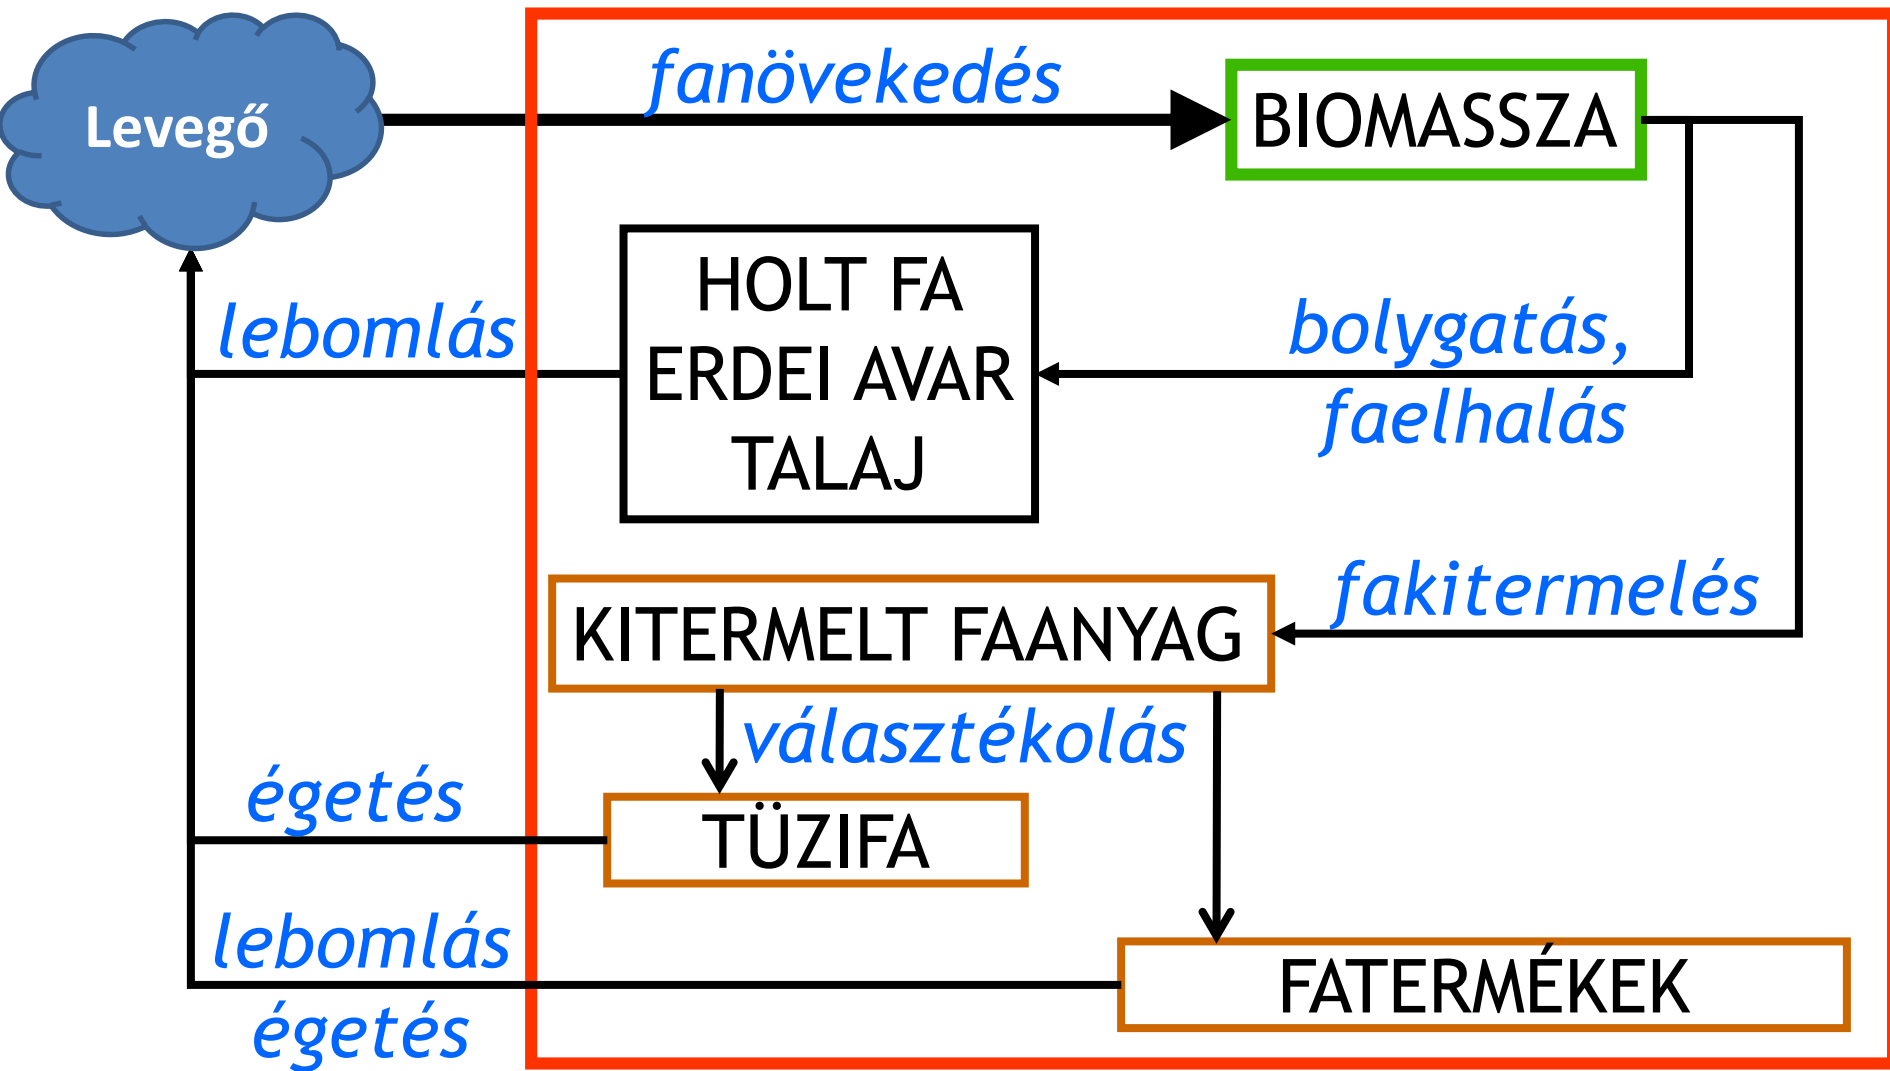 Levegő
fanövekedés
BIOMASSZA
HOLT FA
ERDEI AVAR
TALAJ
lebomlás
bolygatás,
faelhalás
fakitermelés
KITERMELT FAANYAG
választékolás
égetés
TÜZIFA
lebomlás
égetés
FATERMÉKEK